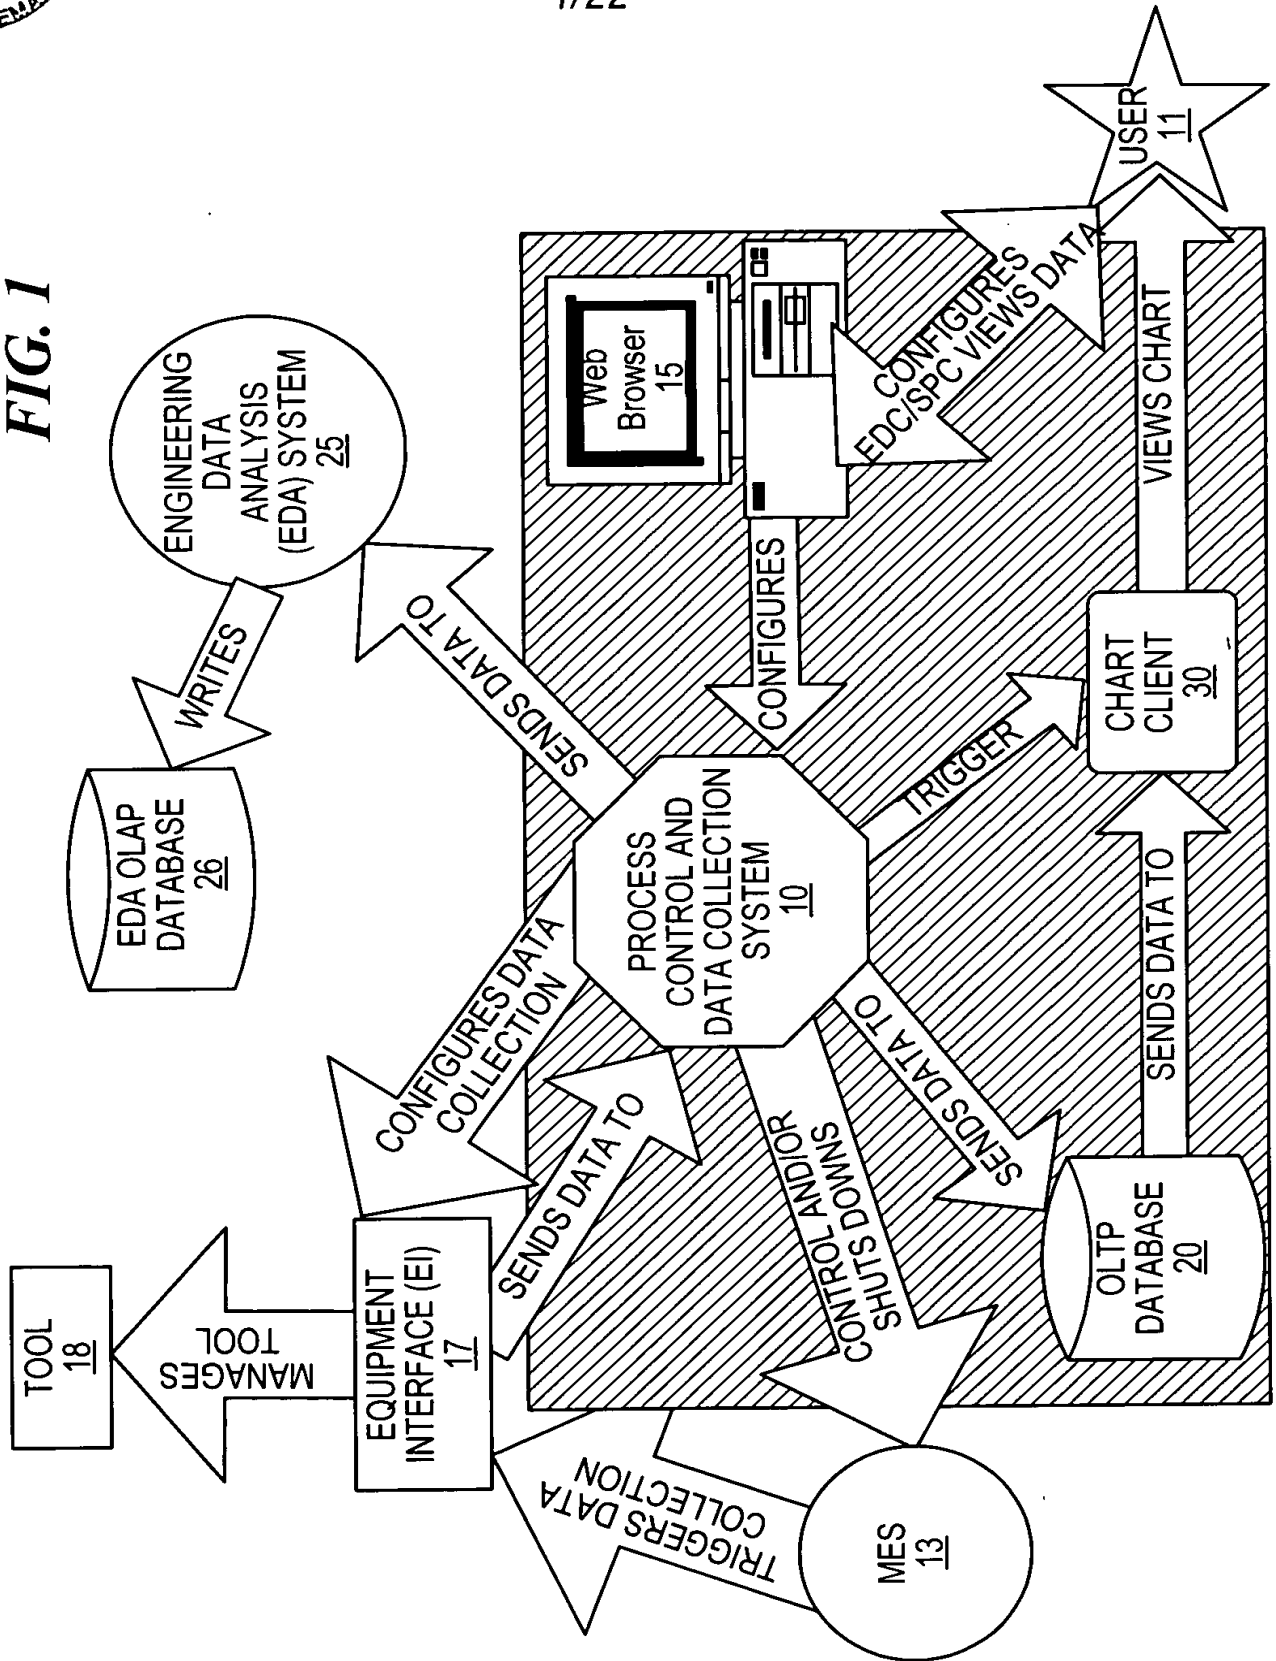 1/22
FIG. 1
TOOL
18
MANAGES
TOOL
EQUIPMENT
INTERFACE (EI)
17
TRIGGERS DATA
COLLECTION
MES
13
CONFIGURES DATA
COLLECTION
SENDS DATA TO
CONTROL AND/OR
SHUTS DOWNS
EDA OLAP
DATABASE
26
WRITES
ENGINEERING
DATA
ANALYSIS
(EDA) SYSTEM
25
SENDS DATA TO
PROCESS
CONTROL AND
DATA COLLECTION
SYSTEM
10
SENDS DATA TO
OLTP
DATABASE
20
SENDS DATA TO
TRIGGER
CHART
CLIENT
30
CONFIGURES
Web
Browser
15
CONFIGURES
EDC/SPC VIEWS DATA
VIEWS CHART
USER
11